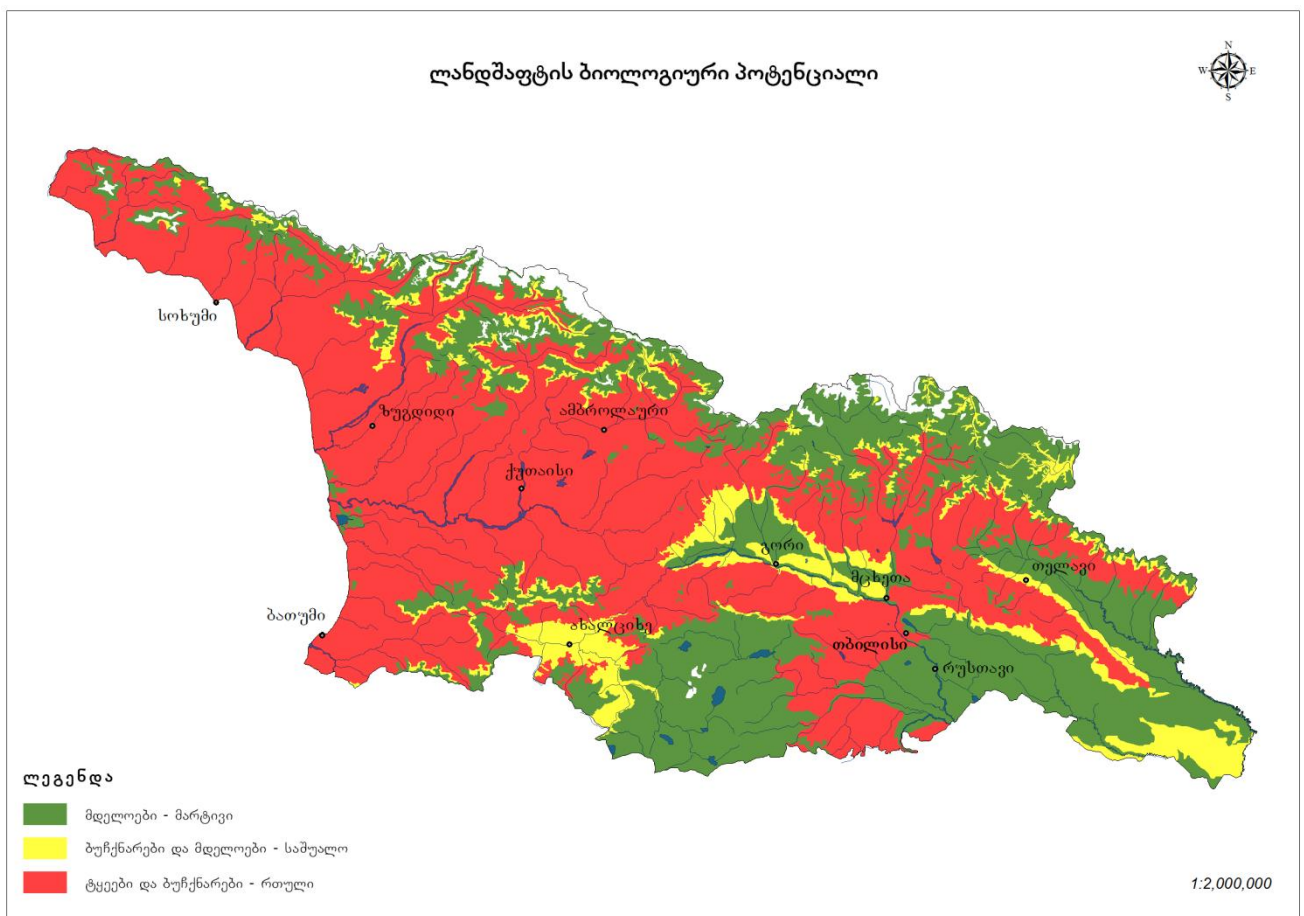 ლანდშაფტის ბიოლოგიური პოტენციალი
N
W E
S
სოხუმი
ზუგდიდი
ამბროლაური
ქუთაისი
გორი
თელავი
მცხეთა
ბათუმი
ახალციხე
თბილისი
რუსთავი
ლეგენდა
მდელოები - მარტივი
ბუჩქნარები და მდელოები - საშუალო
ტყეები და ბუჩქნარები - რთული
1:2,000,000